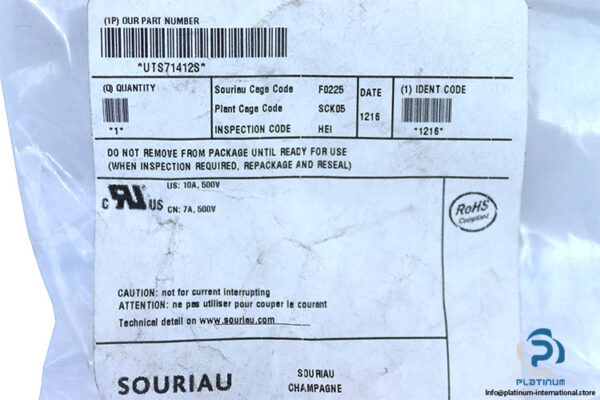 (1P) OUR PART NUMBER
*UTS71412S*
(Q) QUANTITY
*1*
Souriau Cage Code F0225
Plant Cage Code SCK05
INSPECTION CODE HEI
DATE
1216
(1) IDENT CODE
*1216*
DO NOT REMOVE FROM PACKAGE UNTIL READY FOR USE
(WHEN INSPECTION REQUIRED, REPACKAGE AND RESEAL)
US: 10A, 500V
C RU US
CN: 7A, 500V
RoHS
Compliant
CAUTION: not for current interrupting
ATTENTION: ne pas utiliser pour couper le courant
Technical detail on www.souriau.com
SOURIAU
SOURIAU
CHAMPAGNE
PLATINUM
info@platinum-international.store